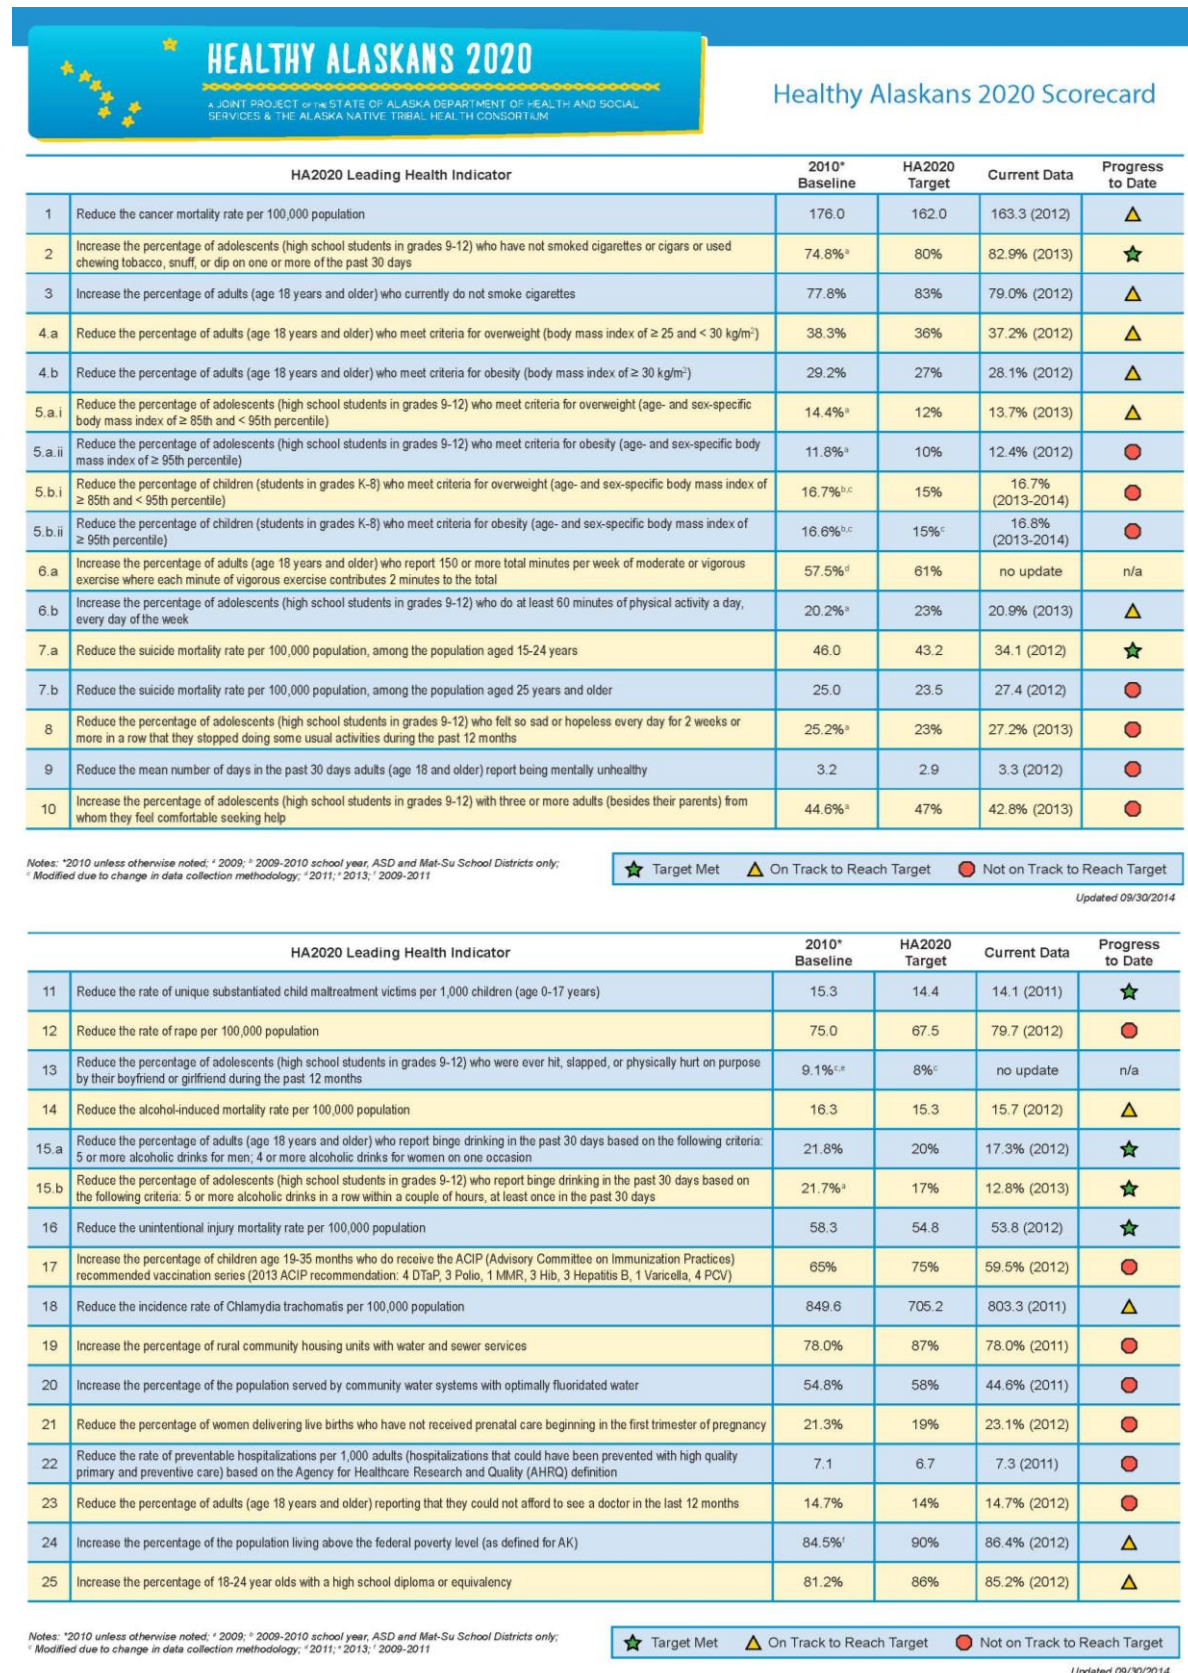 HEALTHY ALASKANS 2020
A JOINT PROJECT OF THE STATE OF ALASKA DEPARTMENT OF HEALTH AND SOCIAL
SERVICES & THE ALASKA NATIVE TRIBAL HEALTH CONSORTIUM
Healthy Alaskans 2020 Scorecard
HA2020 Leading Health Indicator 2010* Baseline HA2020 Target Current Data Progress to Date
1 Reduce the cancer mortality rate per 100,000 population 176.0 162.0 163.3 (2012)
2 Increase the percentage of adolescents (high school students in grades 9-12) who have not smoked cigarettes or cigars or used
chewing tobacco, snuff, or dip on one or more of the past 30 days 74.8%ᵃ 80% 82.9% (2013)
3 Increase the percentage of adults (age 18 years and older) who currently do not smoke cigarettes 77.8% 83% 79.0% (2012)
4.a Reduce the percentage of adults (age 18 years and older) who meet criteria for overweight (body mass index of ≥ 25 and < 30 kg/m²) 38.3% 36% 37.2% (2012)
4.b Reduce the percentage of adults (age 18 years and older) who meet criteria for obesity (body mass index of ≥ 30 kg/m²) 29.2% 27% 28.1% (2012)
5.a.i Reduce the percentage of adolescents (high school students in grades 9-12) who meet criteria for overweight (age- and sex-specific
body mass index of ≥ 85th and < 95th percentile) 14.4%ᵃ 12% 13.7% (2013)
5.a.ii Reduce the percentage of adolescents (high school students in grades 9-12) who meet criteria for obesity (age- and sex-specific body
mass index of ≥ 95th percentile) 11.8%ᵃ 10% 12.4% (2012)
5.b.i Reduce the percentage of children (students in grades K-8) who meet criteria for overweight (age- and sex-specific body mass index of
≥ 85th and < 95th percentile) 16.7%ᵇ,ᶜ 15% 16.7% (2013-2014)
5.b.ii Reduce the percentage of children (students in grades K-8) who meet criteria for obesity (age- and sex-specific body mass index of
≥ 95th percentile) 16.6%ᵇ,ᶜ 15%ᶜ 16.8% (2013-2014)
6.a Increase the percentage of adults (age 18 years and older) who report 150 or more total minutes per week of moderate or vigorous
exercise where each minute of vigorous exercise contributes 2 minutes to the total 57.5%ᵈ 61% no update n/a
6.b Increase the percentage of adolescents (high school students in grades 9-12) who do at least 60 minutes of physical activity a day,
every day of the week 20.2%ᵃ 23% 20.9% (2013)
7.a Reduce the suicide mortality rate per 100,000 population, among the population aged 15-24 years 46.0 43.2 34.1 (2012)
7.b Reduce the suicide mortality rate per 100,000 population, among the population aged 25 years and older 25.0 23.5 27.4 (2012)
8 Reduce the percentage of adolescents (high school students in grades 9-12) who felt so sad or hopeless every day for 2 weeks or
more in a row that they stopped doing some usual activities during the past 12 months 25.2%ᵃ 23% 27.2% (2013)
9 Reduce the mean number of days in the past 30 days adults (age 18 and older) report being mentally unhealthy 3.2 2.9 3.3 (2012)
10 Increase the percentage of adolescents (high school students in grades 9-12) with three or more adults (besides their parents) from
whom they feel comfortable seeking help 44.6%ᵃ 47% 42.8% (2013)
Notes: *2010 unless otherwise noted; ᵃ 2009; ᵇ 2009-2010 school year, ASD and Mat-Su School Districts only;
ᶜ Modified due to change in data collection methodology; ᵈ 2011; ᵉ 2013; ᶠ 2009-2011
Target Met On Track to Reach Target Not on Track to Reach Target
Updated 09/30/2014
HA2020 Leading Health Indicator 2010* Baseline HA2020 Target Current Data Progress to Date
11 Reduce the rate of unique substantiated child maltreatment victims per 1,000 children (age 0-17 years) 15.3 14.4 14.1 (2011)
12 Reduce the rate of rape per 100,000 population 75.0 67.5 79.7 (2012)
13 Reduce the percentage of adolescents (high school students in grades 9-12) who were ever hit, slapped, or physically hurt on purpose
by their boyfriend or girlfriend during the past 12 months 9.1%ᶜ,ᵉ 8%ᶜ no update n/a
14 Reduce the alcohol-induced mortality rate per 100,000 population 16.3 15.3 15.7 (2012)
15.a Reduce the percentage of adults (age 18 years and older) who report binge drinking in the past 30 days based on the following criteria:
5 or more alcoholic drinks for men; 4 or more alcoholic drinks for women on one occasion 21.8% 20% 17.3% (2012)
15.b Reduce the percentage of adolescents (high school students in grades 9-12) who report binge drinking in the past 30 days based on
the following criteria: 5 or more alcoholic drinks in a row within a couple of hours, at least once in the past 30 days 21.7%ᵃ 17% 12.8% (2013)
16 Reduce the unintentional injury mortality rate per 100,000 population 58.3 54.8 53.8 (2012)
17 Increase the percentage of children age 19-35 months who do receive the ACIP (Advisory Committee on Immunization Practices)
recommended vaccination series (2013 ACIP recommendation: 4 DTaP, 3 Polio, 1 MMR, 3 Hib, 3 Hepatitis B, 1 Varicella, 4 PCV) 65% 75% 59.5% (2012)
18 Reduce the incidence rate of Chlamydia trachomatis per 100,000 population 849.6 705.2 803.3 (2011)
19 Increase the percentage of rural community housing units with water and sewer services 78.0% 87% 78.0% (2011)
20 Increase the percentage of the population served by community water systems with optimally fluoridated water 54.8% 58% 44.6% (2011)
21 Reduce the percentage of women delivering live births who have not received prenatal care beginning in the first trimester of pregnancy 21.3% 19% 23.1% (2012)
22 Reduce the rate of preventable hospitalizations per 1,000 adults (hospitalizations that could have been prevented with high quality
primary and preventive care) based on the Agency for Healthcare Research and Quality (AHRQ) definition 7.1 6.7 7.3 (2011)
23 Reduce the percentage of adults (age 18 years and older) reporting that they could not afford to see a doctor in the last 12 months 14.7% 14% 14.7% (2012)
24 Increase the percentage of the population living above the federal poverty level (as defined for AK) 84.5%ᶠ 90% 86.4% (2012)
25 Increase the percentage of 18-24 year olds with a high school diploma or equivalency 81.2% 86% 85.2% (2012)
Notes: *2010 unless otherwise noted; ᵃ 2009; ᵇ 2009-2010 school year, ASD and Mat-Su School Districts only;
ᶜ Modified due to change in data collection methodology; ᵈ 2011; ᵉ 2013; ᶠ 2009-2011
Target Met On Track to Reach Target Not on Track to Reach Target
Updated 09/30/2014